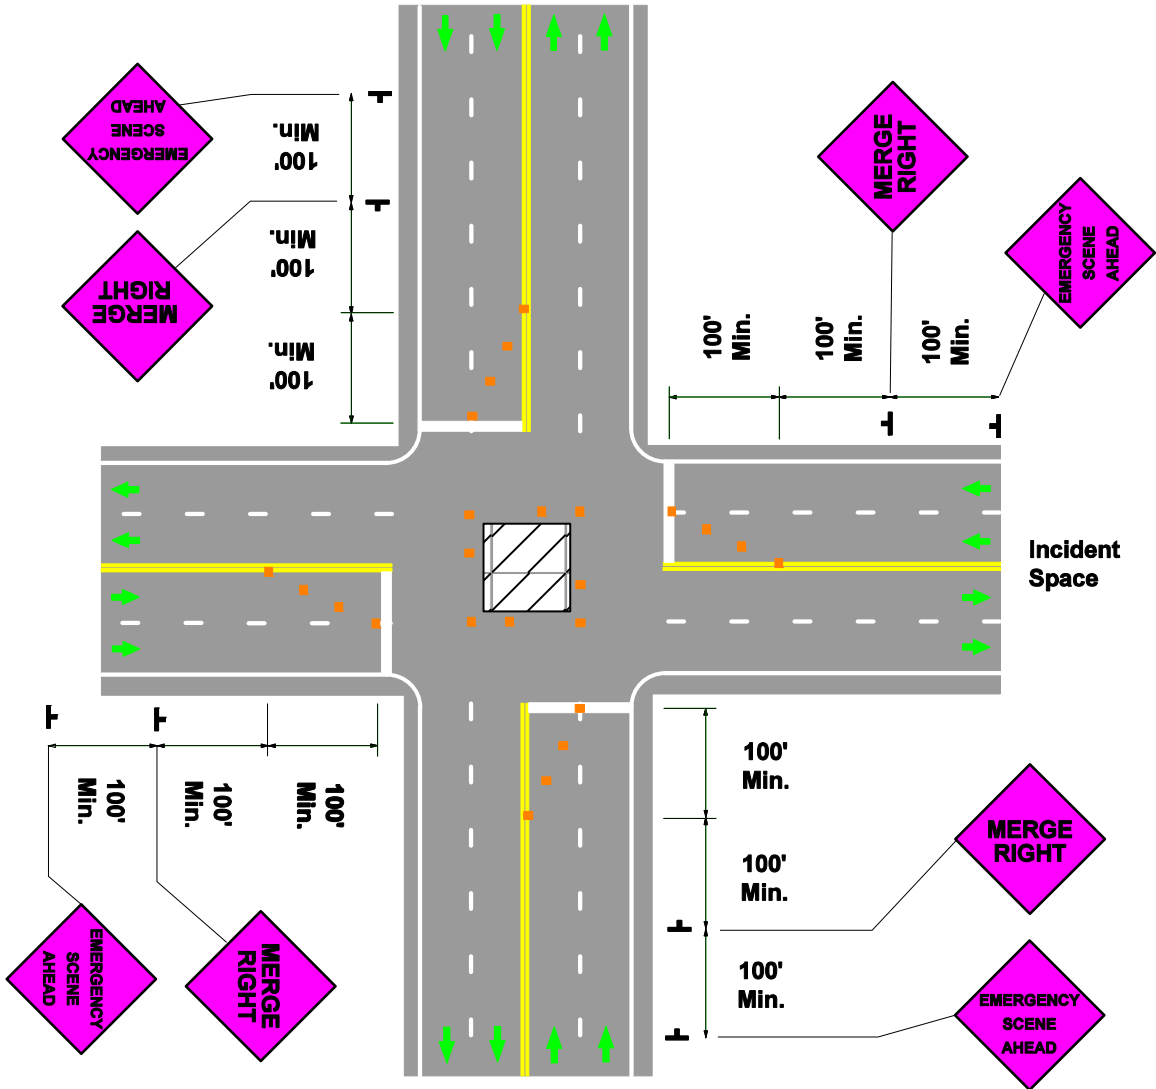 EMERGENCY
SCENE
AHEAD
MERGE
RIGHT
100'
Min.
100'
Min.
100'
Min.
MERGE
RIGHT
EMERGENCY
SCENE
AHEAD
100'
Min.
100'
Min.
100'
Min.
Incident
Space
100'
Min.
100'
Min.
100'
Min.
EMERGENCY
SCENE
AHEAD
MERGE
RIGHT
100'
Min.
100'
Min.
100'
Min.
MERGE
RIGHT
EMERGENCY
SCENE
AHEAD